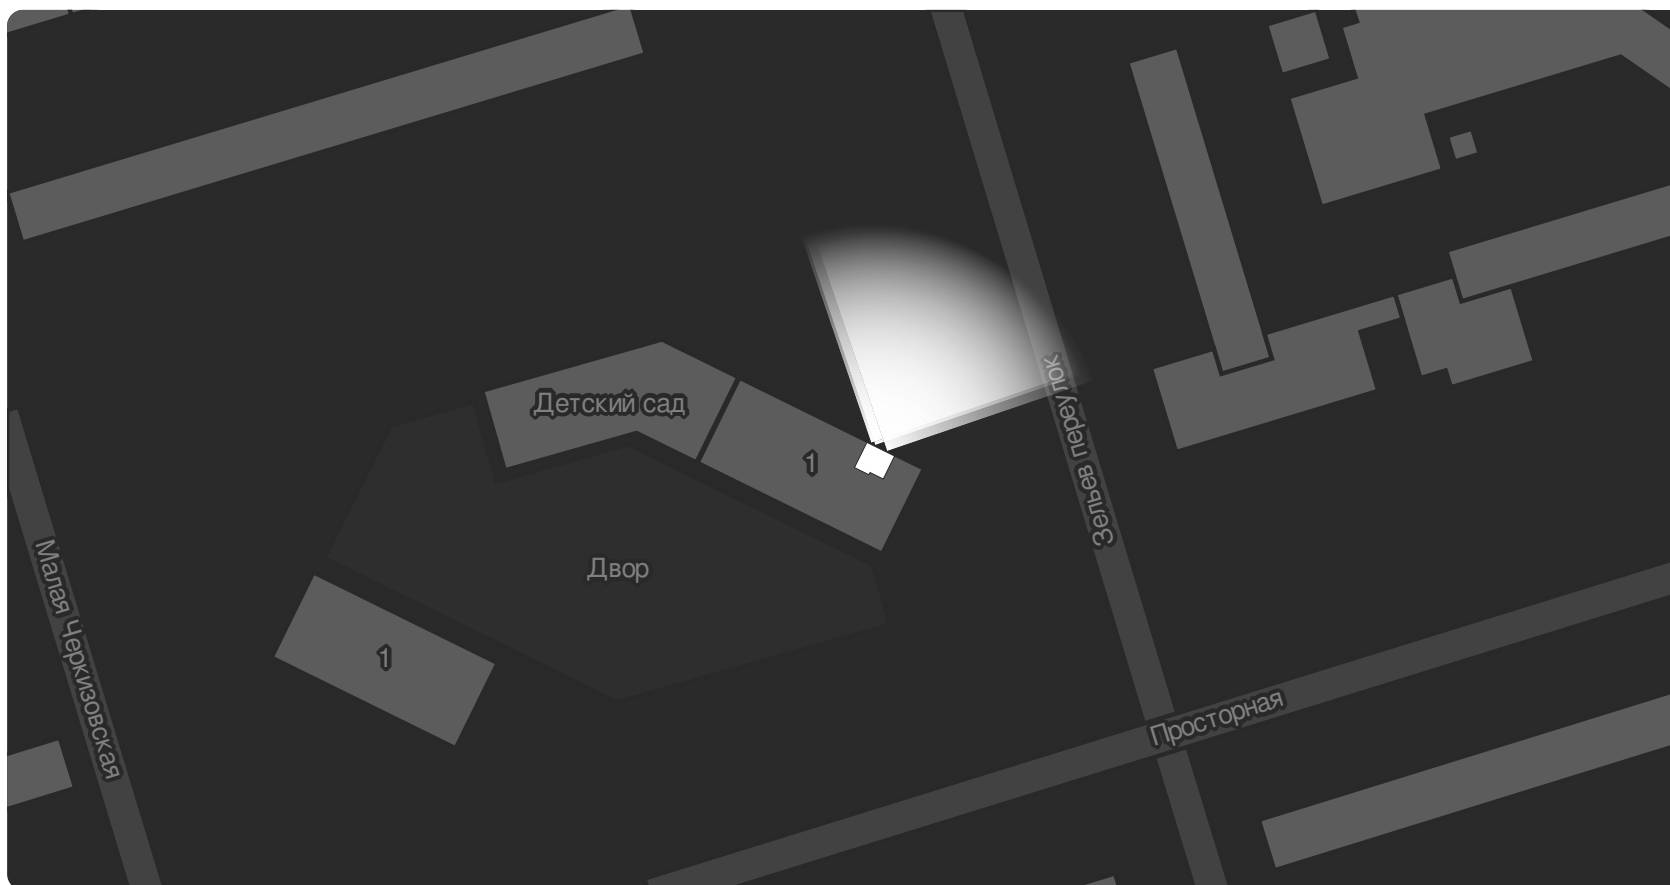 Зельев переулок
Детский сад
1
Двор
Малая Черкизовская
1
Просторная